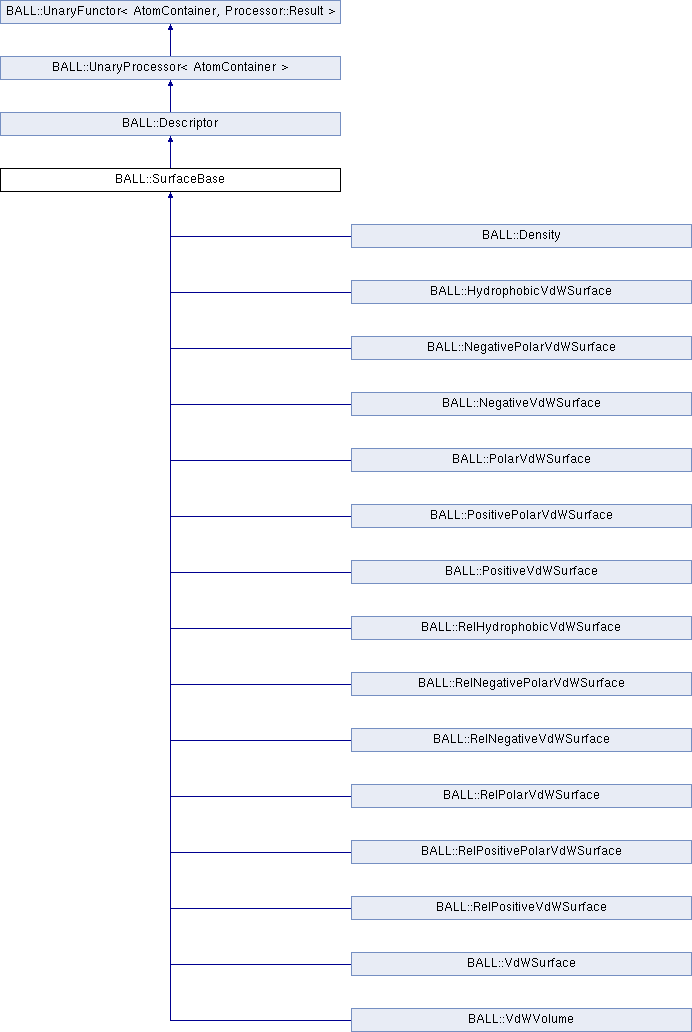 BALL::UnaryFunctor< AtomContainer, Processor::Result >
BALL::UnaryProcessor< AtomContainer >
BALL::Descriptor
BALL::SurfaceBase
BALL::Density
BALL::HydrophobicVdWSurface
BALL::NegativePolarVdWSurface
BALL::NegativeVdWSurface
BALL::PolarVdWSurface
BALL::PositivePolarVdWSurface
BALL::PositiveVdWSurface
BALL::RelHydrophobicVdWSurface
BALL::RelNegativePolarVdWSurface
BALL::RelNegativeVdWSurface
BALL::RelPolarVdWSurface
BALL::RelPositivePolarVdWSurface
BALL::RelPositiveVdWSurface
BALL::VdWSurface
BALL::VdWVolume